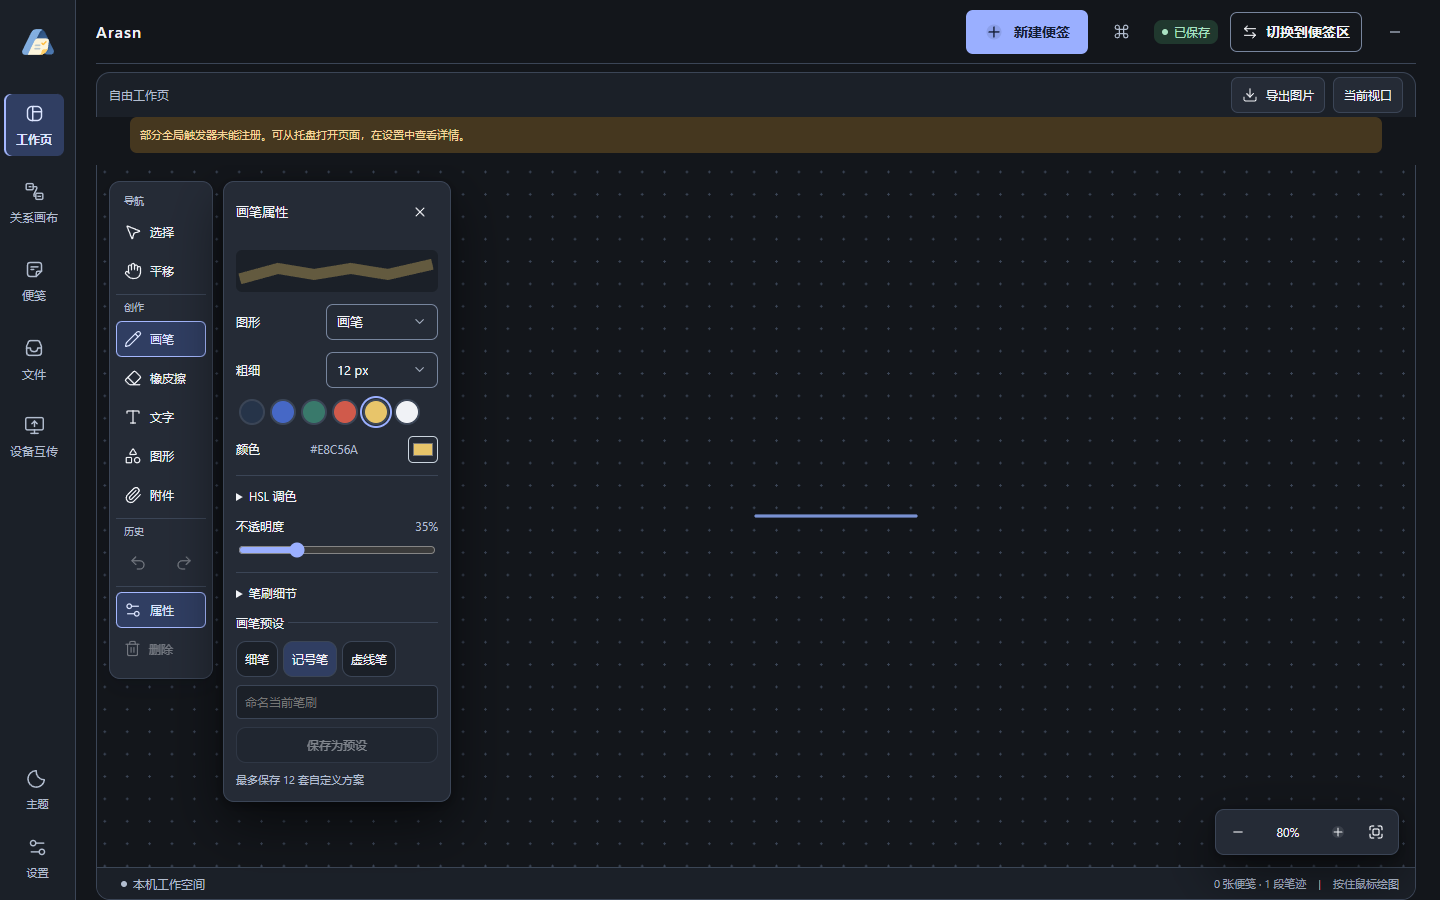 Arasn
新建便签
已保存
切换到便签区
工作页
关系画布
便笺
文件
设备互传
主题
设置
自由工作页
导出图片
当前视口
部分全局触发器未能注册。可从托盘打开页面，在设置中查看详情。
导航
选择
平移
创作
画笔
橡皮擦
文字
图形
附件
历史
属性
删除
画笔属性
图形
画笔
粗细
12 px
颜色
#E8C56A
HSL 调色
不透明度
35%
笔刷细节
画笔预设
细笔
记号笔
虚线笔
命名当前笔刷
保存为预设
最多保存 12 套自定义方案
80%
本机工作空间
0 张便笺 · 1 段笔迹 | 按住鼠标绘图